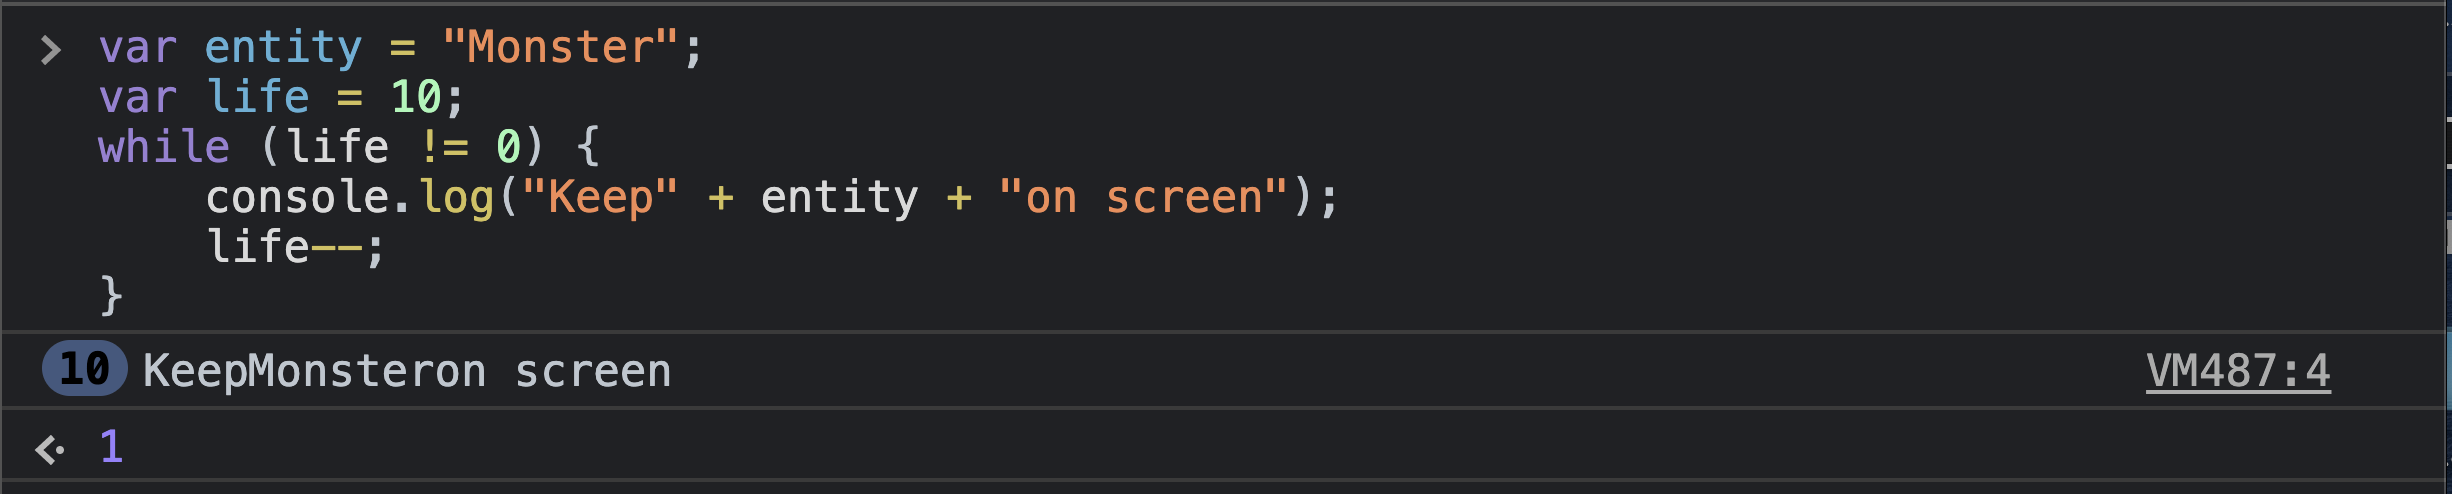 > var entity = "Monster";
var life = 10;
while (life != 0) {
    console.log("Keep" + entity + "on screen");
    life--;
}
10 KeepMonsteron screen VM487:4
1